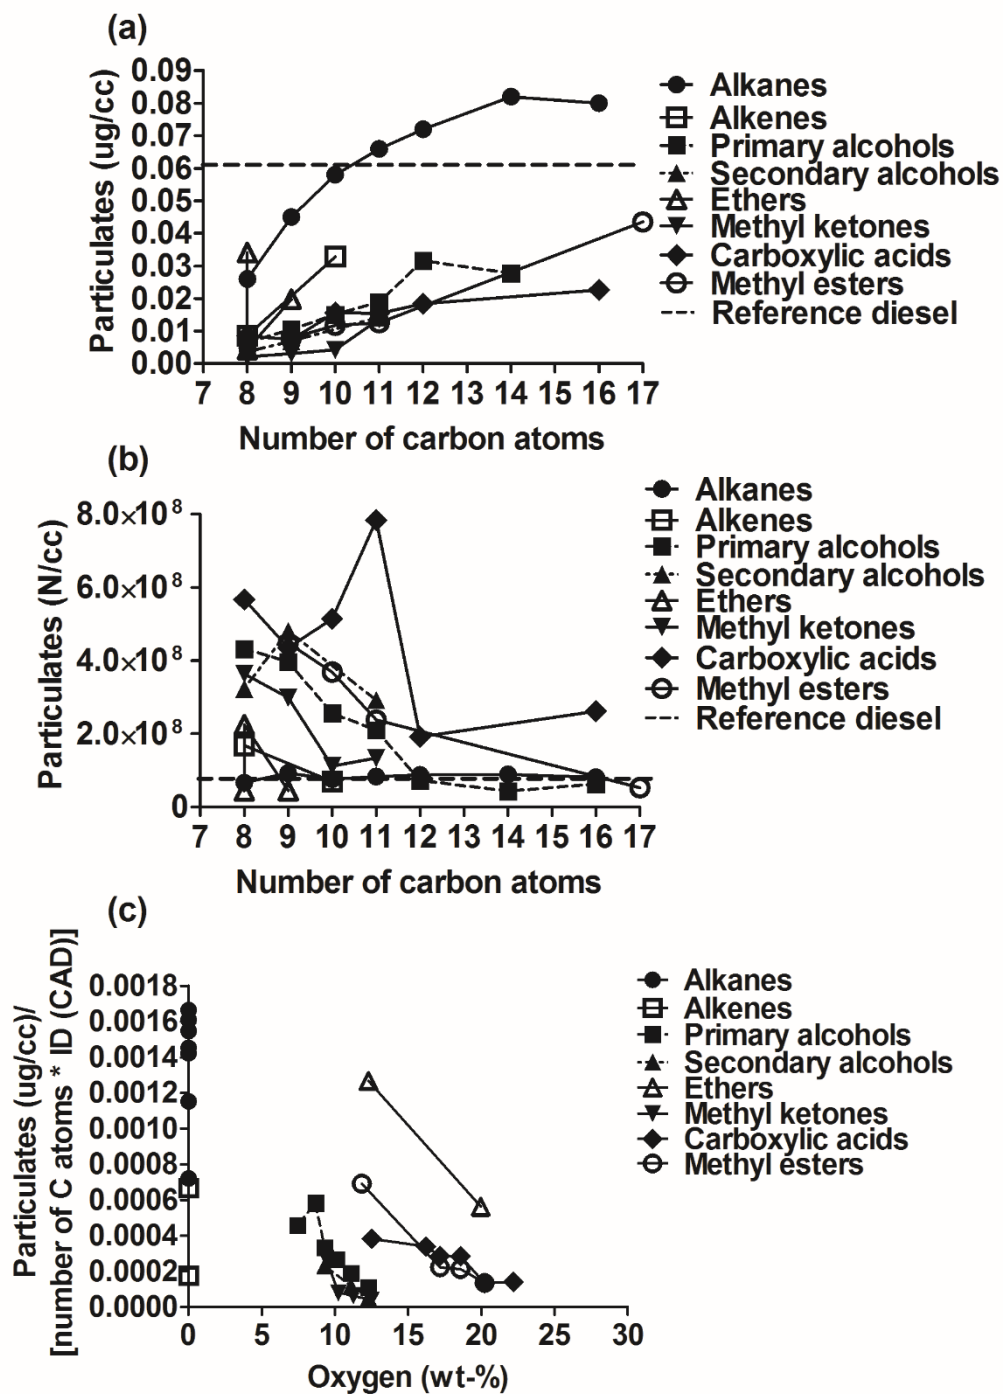 (a)
Particulates (ug/cc)
0.09
0.08
0.07
0.06
0.05
0.04
0.03
0.02
0.01
0.00
7 8 9 10 11 12 13 14 15 16 17
Number of carbon atoms
Alkanes
Alkenes
Primary alcohols
Secondary alcohols
Ethers
Methyl ketones
Carboxylic acids
Methyl esters
Reference diesel
(b)
Particulates (N/cc)
8.0×10⁸
6.0×10⁸
4.0×10⁸
2.0×10⁸
0
7 8 9 10 11 12 13 14 15 16 17
Number of carbon atoms
Alkanes
Alkenes
Primary alcohols
Secondary alcohols
Ethers
Methyl ketones
Carboxylic acids
Methyl esters
Reference diesel
(c)
Particulates (ug/cc)/
[number of C atoms * ID (CAD)]
0.0018
0.0016
0.0014
0.0012
0.0010
0.0008
0.0006
0.0004
0.0002
0.0000
0 5 10 15 20 25 30
Oxygen (wt-%)
Alkanes
Alkenes
Primary alcohols
Secondary alcohols
Ethers
Methyl ketones
Carboxylic acids
Methyl esters